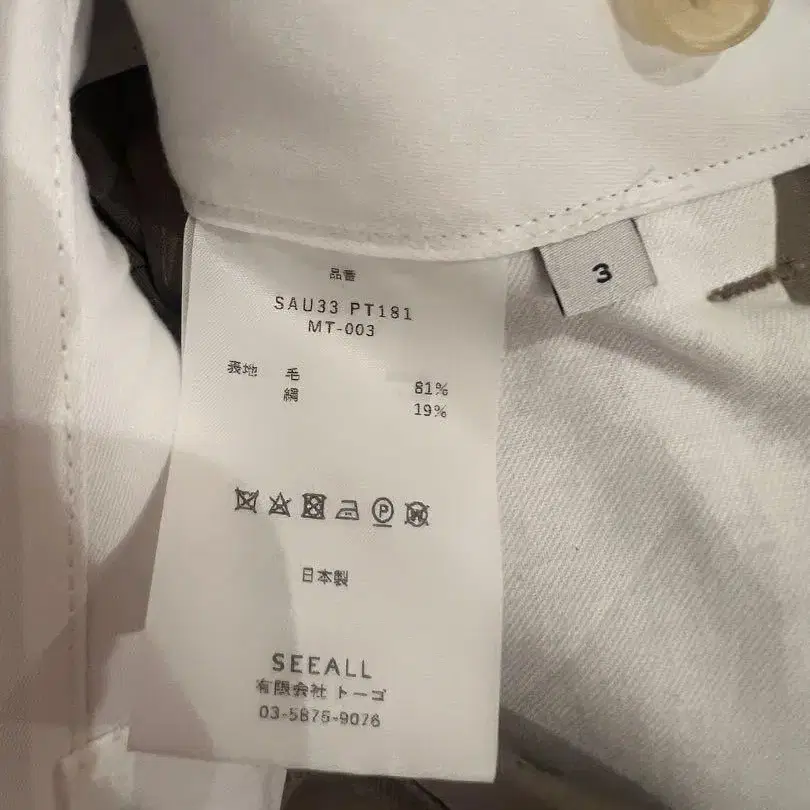 品番
SAU33 PT181
MT-003
表地 毛 81%
綿 19%
P
W
日本製
SEEALL
有限会社 トーゴ
03-5875-9076
3